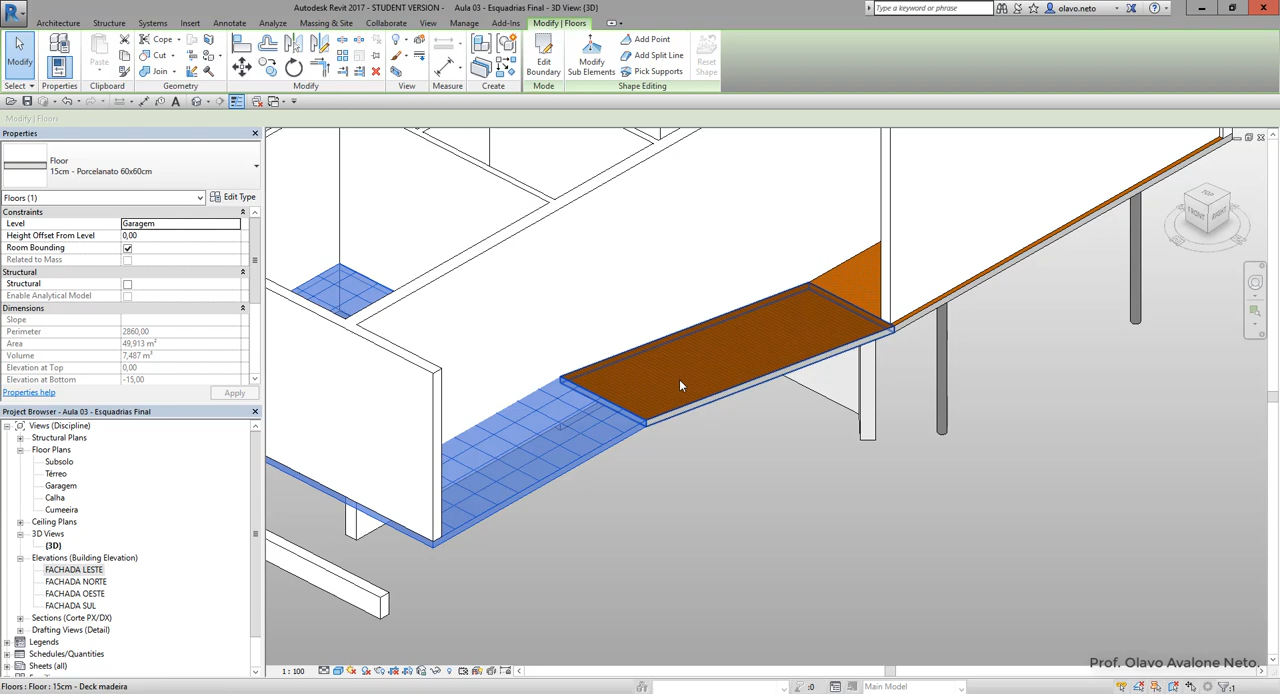 Autodesk Revit 2017 - STUDENT VERSION - Aula 03 - Esquadrias Final - 3D View: {3D}
Type a keyword or phrase
olavo.neto
Architecture Structure Systems Insert Annotate Analyze Massing & Site Collaborate View Manage Add-Ins Modify | Floors
Modify
Paste
Cope
Cut
Join
Edit Boundary
Modify Sub Elements
Add Point
Add Split Line
Pick Supports
Reset Shape
Select Properties Clipboard Geometry Modify View Measure Create Mode Shape Editing
Modify | Floors
Properties
Floor
15cm - Porcelanato 60x60cm
Floors (1) Edit Type
Constraints
Level Garagem
Height Offset From Level 0,00
Room Bounding
Related to Mass
Structural
Structural
Enable Analytical Model
Dimensions
Slope
Perimeter 2860,00
Area 49,913 m²
Volume 7,487 m³
Elevation at Top 0,00
Elevation at Bottom -15,00
Properties help Apply
Project Browser - Aula 03 - Esquadrias Final
Views (Discipline)
Structural Plans
Floor Plans
Subsolo
Térreo
Garagem
Calha
Cumeeira
Ceiling Plans
3D Views
{3D}
Elevations (Building Elevation)
FACHADA LESTE
FACHADA NORTE
FACHADA OESTE
FACHADA SUL
Sections (Corte PX/DX)
Drafting Views (Detail)
Legends
Schedules/Quantities
Sheets (all)
TOP
FRONT
RIGHT
1 : 100
Prof. Olavo Avalone Neto.
Floors : Floor : 15cm - Deck madeira
:0
Main Model
:1